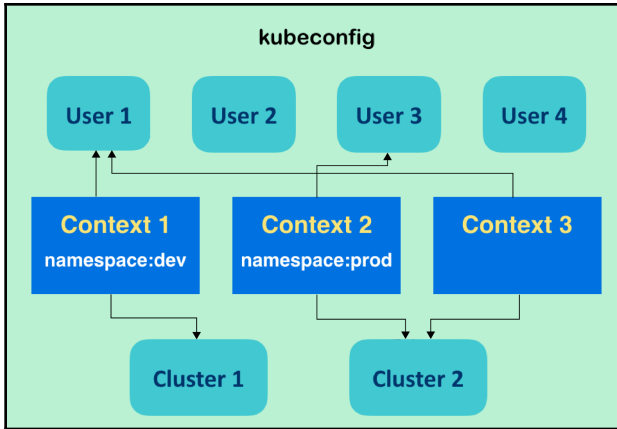 kubeconfig
User 1
User 2
User 3
User 4
Context 1
namespace:dev
Context 2
namespace:prod
Context 3
Cluster 1
Cluster 2